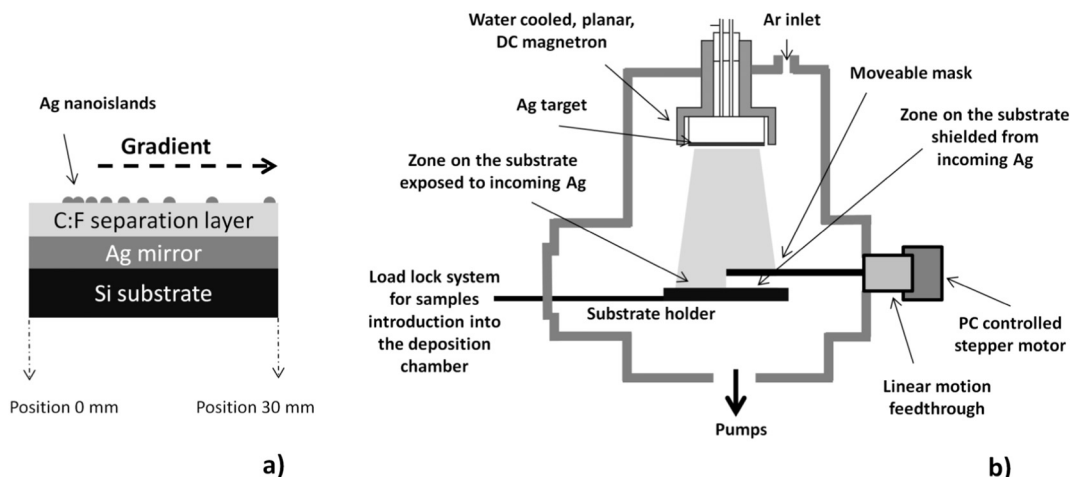 Ag nanoislands
Gradient
C:F separation layer
Ag mirror
Si substrate
Position 0 mm
Position 30 mm
a)
Water cooled, planar,
DC magnetron
Ar inlet
Moveable mask
Ag target
Zone on the substrate
shielded from
incoming Ag
Zone on the substrate
exposed to incoming Ag
Load lock system
for samples
introduction into
the deposition
chamber
Substrate holder
PC controlled
stepper motor
Linear motion
feedthrough
Pumps
b)